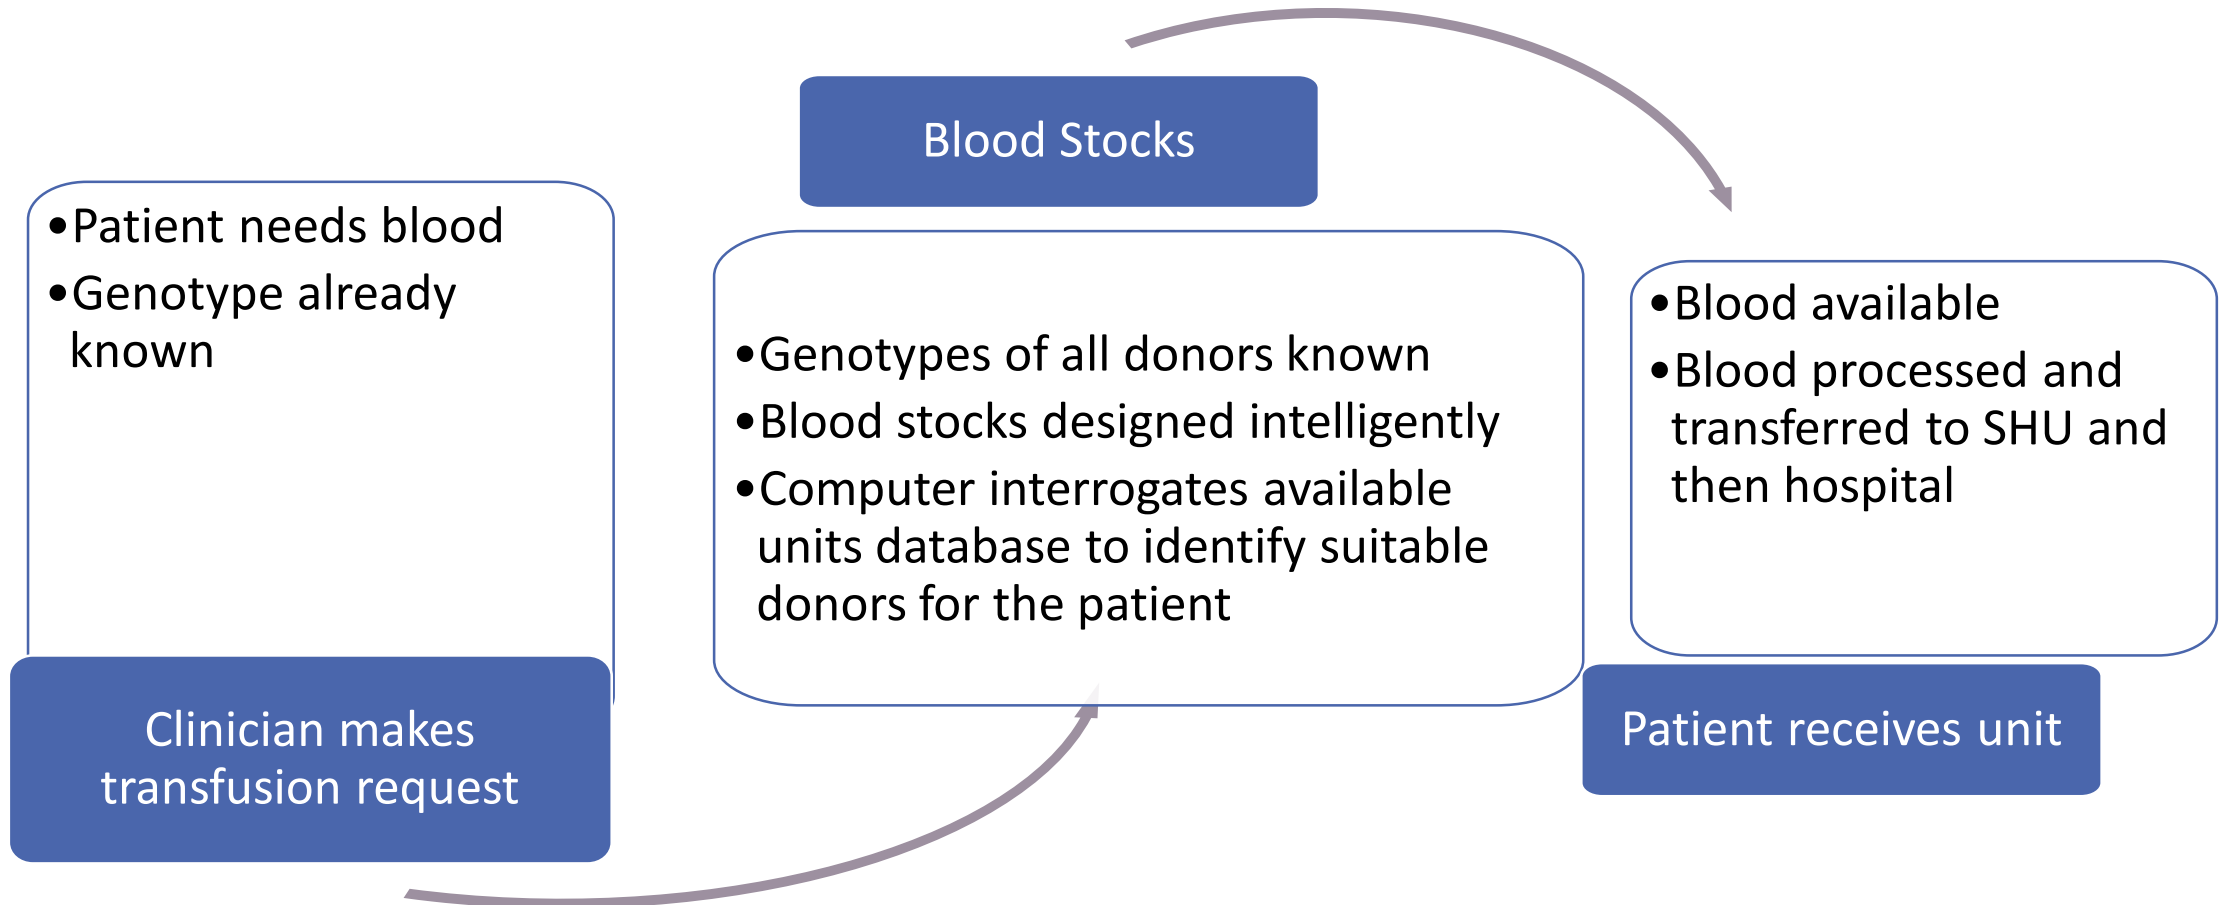 •Patient needs blood
•Genotype already
known
Clinician makes
transfusion request
Blood Stocks
•Genotypes of all donors known
•Blood stocks designed intelligently
•Computer interrogates available
units database to identify suitable
donors for the patient
•Blood available
•Blood processed and
transferred to SHU and
then hospital
Patient receives unit